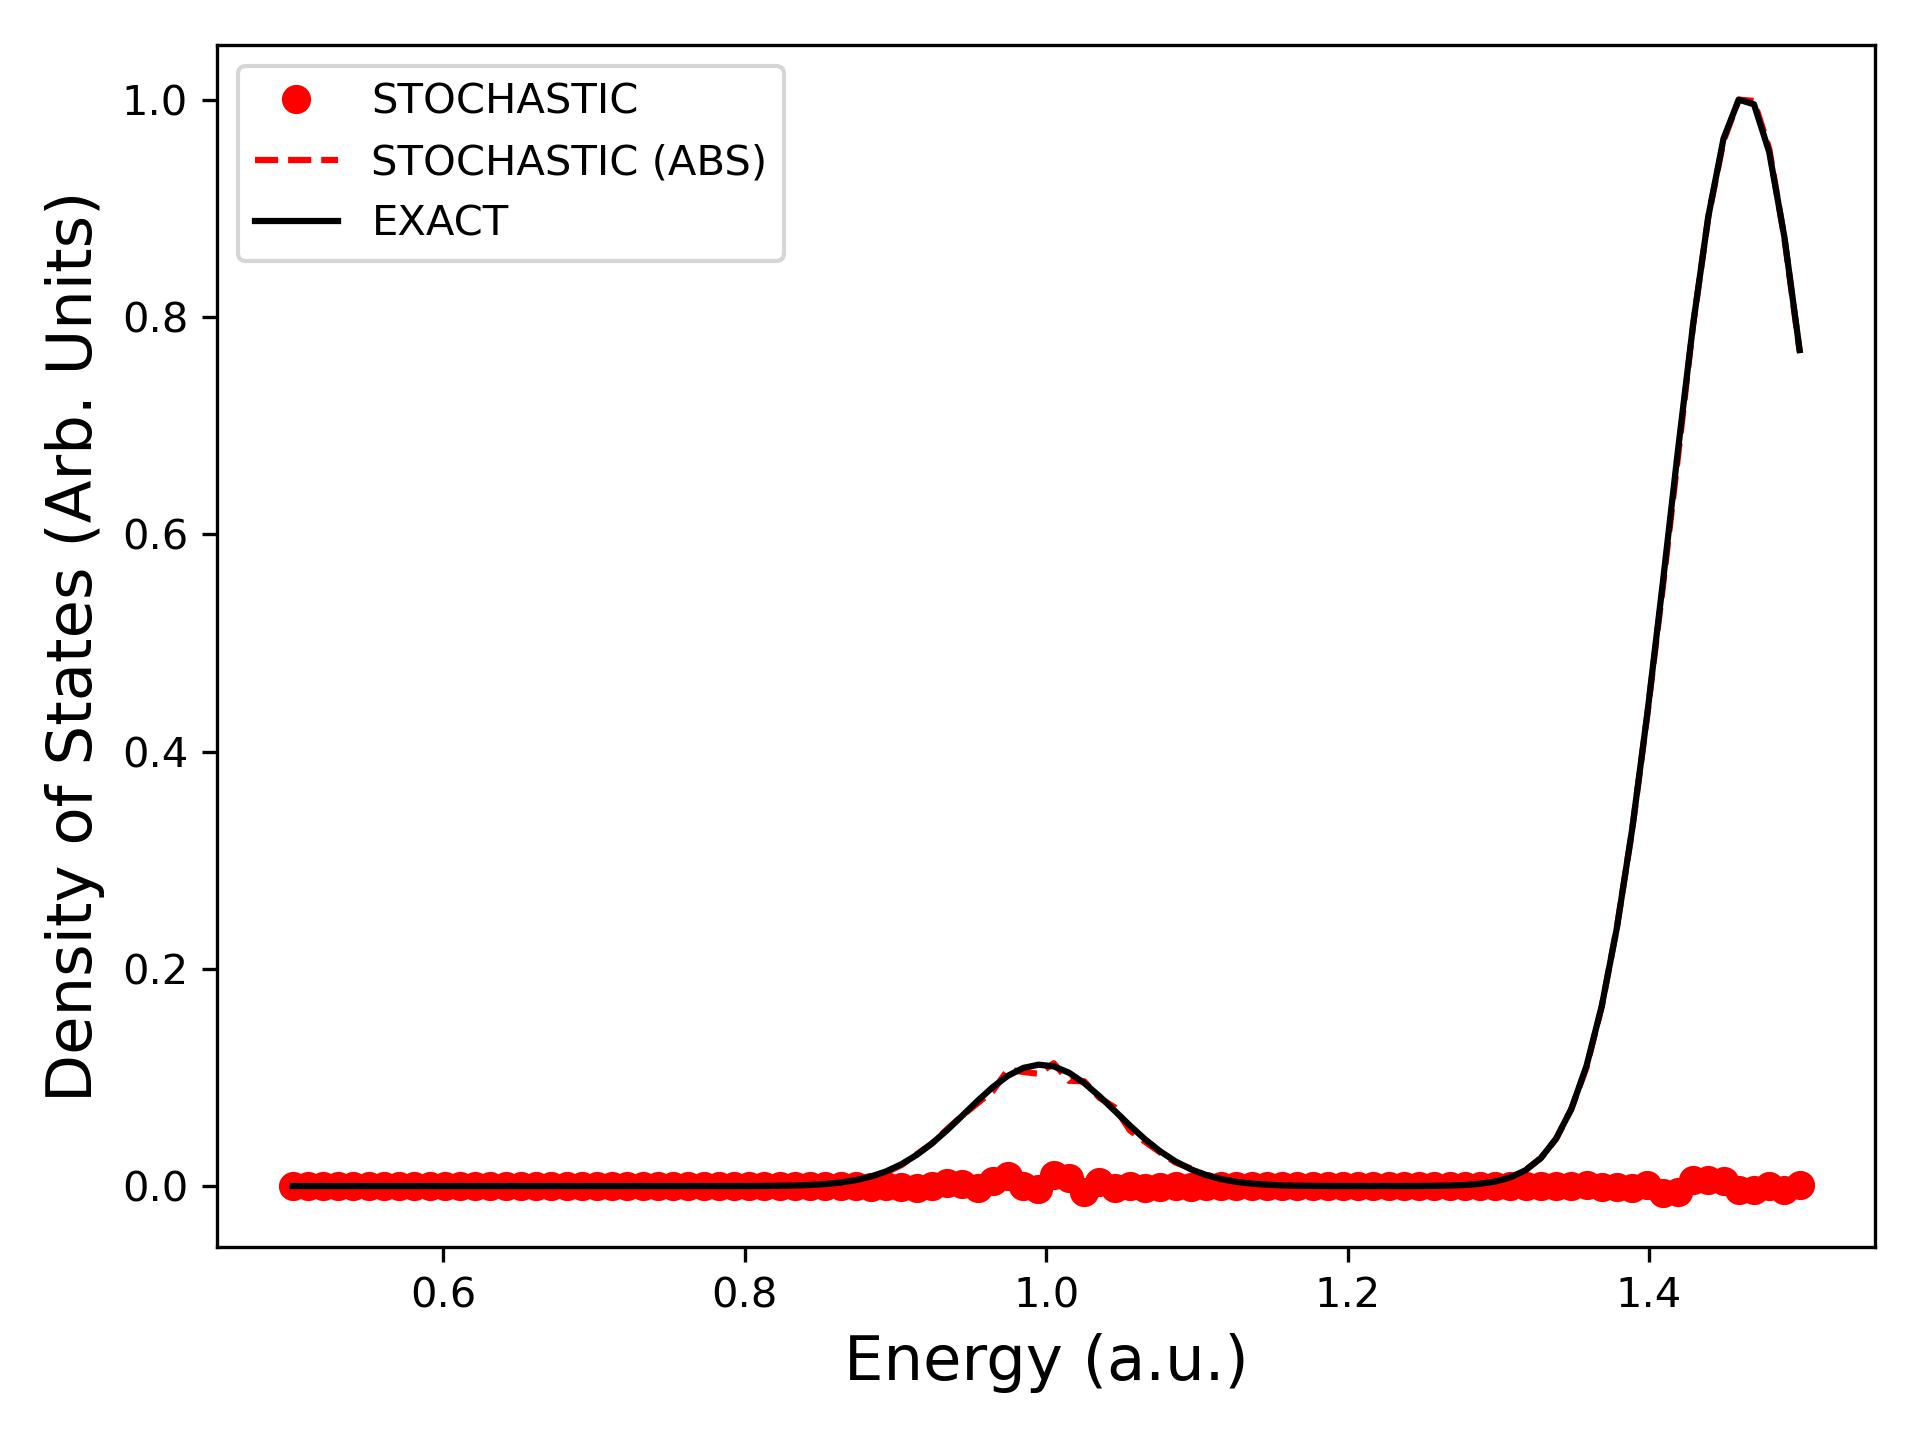 STOCHASTIC
STOCHASTIC (ABS)
EXACT
Density of States (Arb. Units)
1.0
0.8
0.6
0.4
0.2
0.0
0.6 0.8 1.0 1.2 1.4
Energy (a.u.)